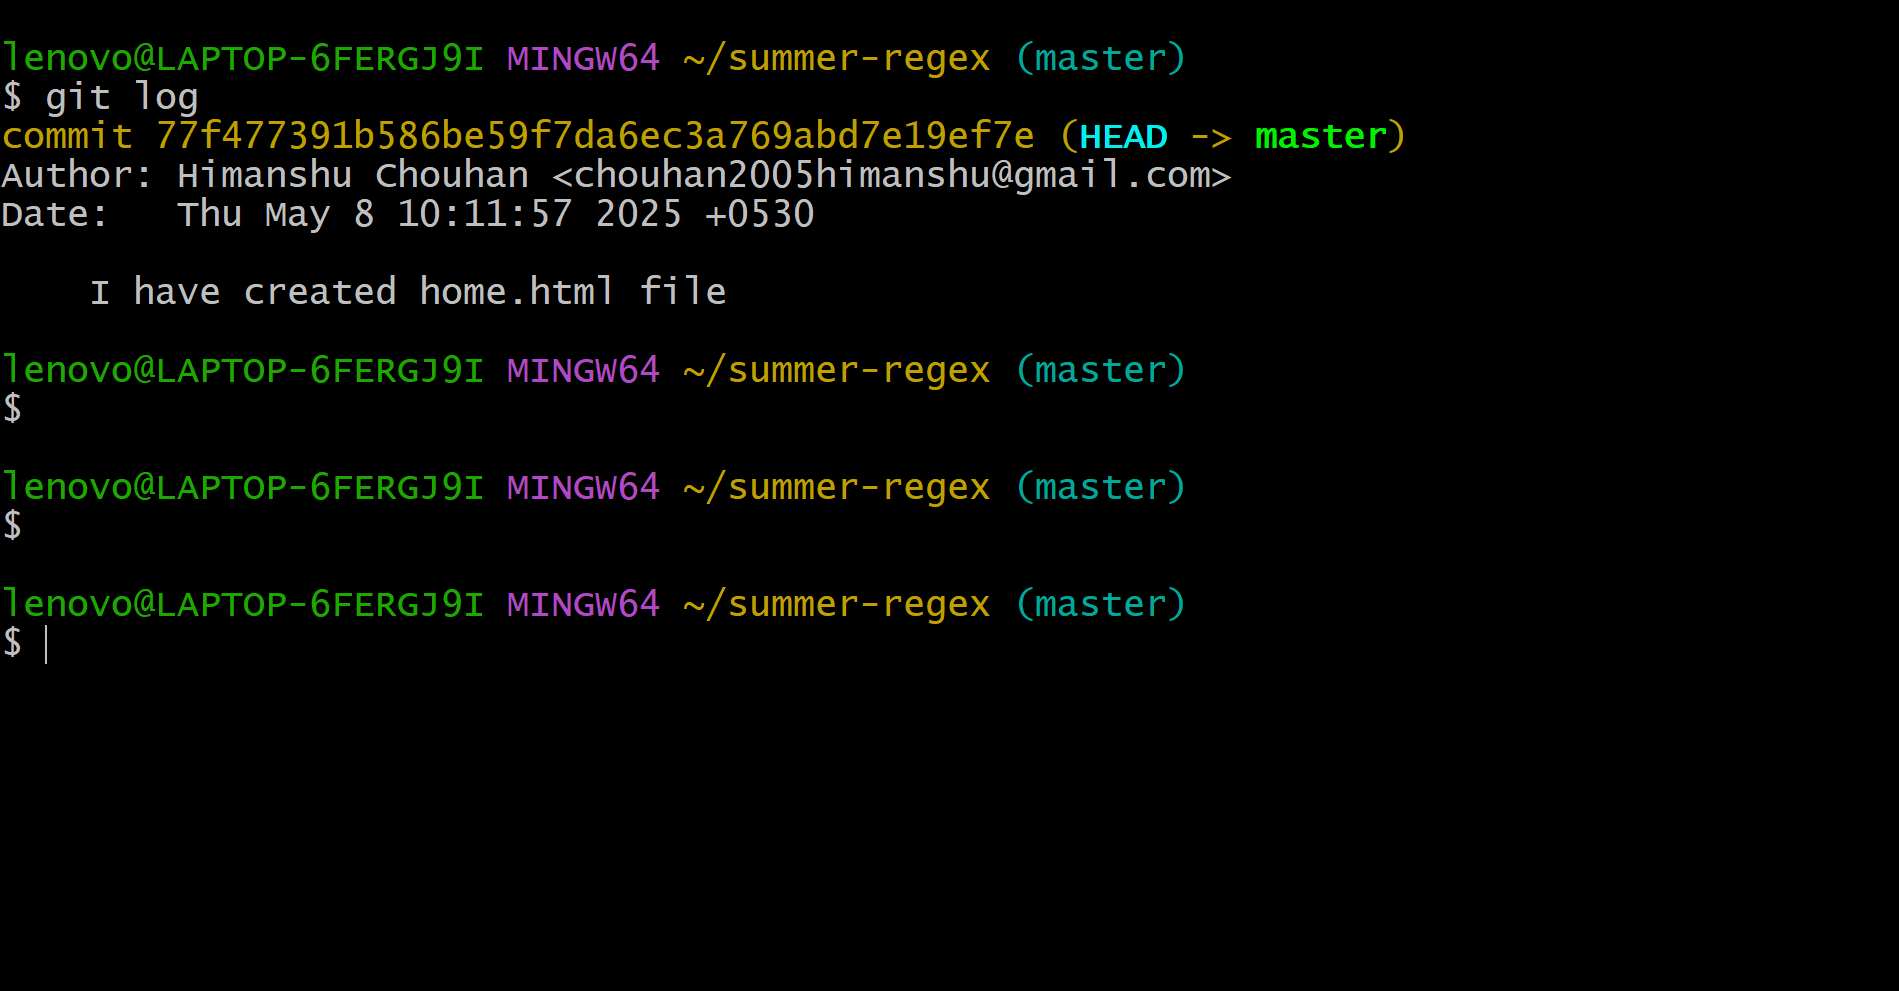 lenovo@LAPTOP-6FERGJ9I MINGW64 ~/summer-regex (master)
$ git log
commit 77f477391b586be59f7da6ec3a769abd7e19ef7e (HEAD -> master)
Author: Himanshu Chouhan <chouhan2005himanshu@gmail.com>
Date:   Thu May 8 10:11:57 2025 +0530
    I have created home.html file
lenovo@LAPTOP-6FERGJ9I MINGW64 ~/summer-regex (master)
$
lenovo@LAPTOP-6FERGJ9I MINGW64 ~/summer-regex (master)
$
lenovo@LAPTOP-6FERGJ9I MINGW64 ~/summer-regex (master)
$